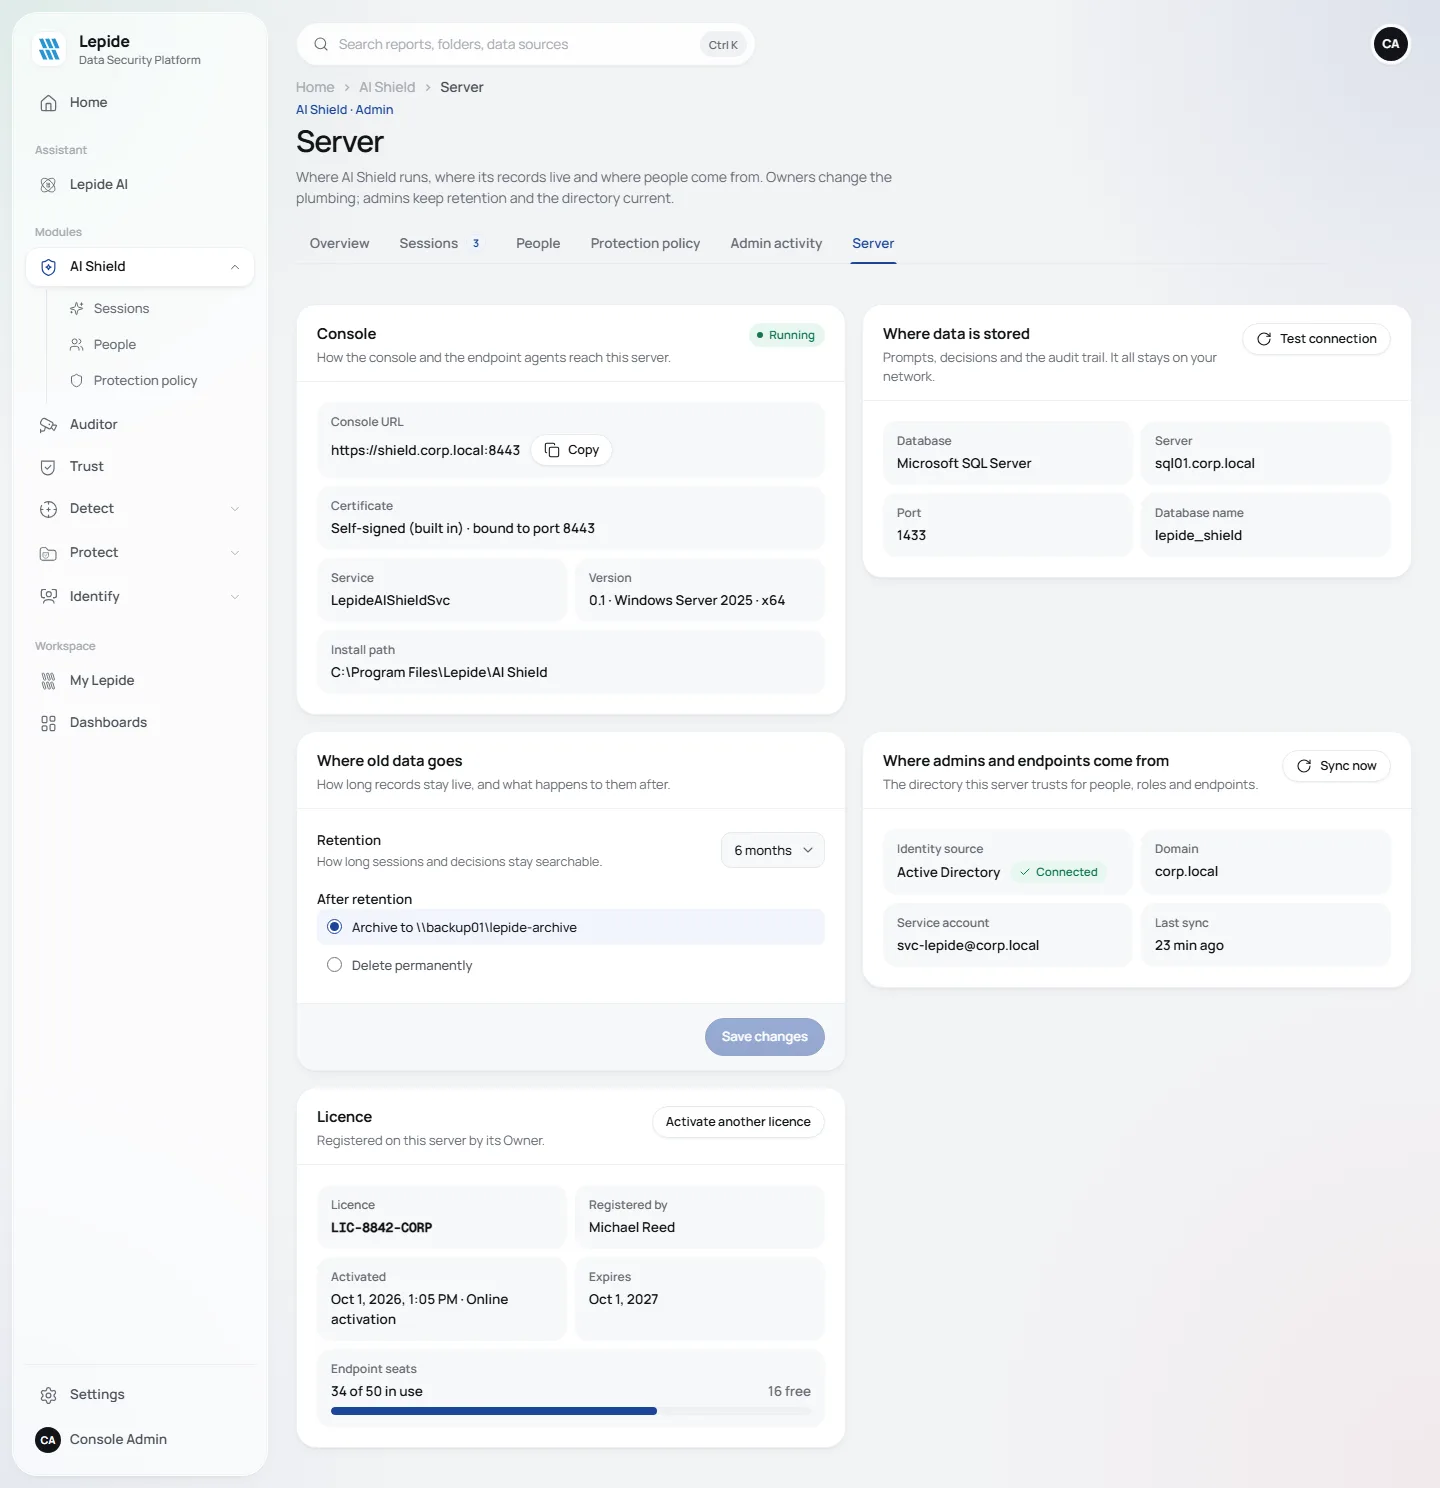 Lepide
Data Security Platform
Home
Assistant
Lepide AI
Modules
AI Shield
Sessions
People
Protection policy
Auditor
Trust
Detect
Protect
Identify
Workspace
My Lepide
Dashboards
Settings
CA
Console Admin
Search reports, folders, data sources
Ctrl K
CA
Home > AI Shield > Server
AI Shield · Admin
Server
Where AI Shield runs, where its records live and where people come from. Owners change the
plumbing; admins keep retention and the directory current.
Overview
Sessions 3
People
Protection policy
Admin activity
Server
Console
Running
How the console and the endpoint agents reach this server.
Console URL
https://shield.corp.local:8443
Copy
Certificate
Self-signed (built in) · bound to port 8443
Service
LepideAIShieldSvc
Version
0.1 · Windows Server 2025 · x64
Install path
C:\Program Files\Lepide\AI Shield
Where data is stored
Test connection
Prompts, decisions and the audit trail. It all stays on your
network.
Database
Microsoft SQL Server
Server
sql01.corp.local
Port
1433
Database name
lepide_shield
Where old data goes
How long records stay live, and what happens to them after.
Retention
How long sessions and decisions stay searchable.
6 months
After retention
Archive to \\backup01\lepide-archive
Delete permanently
Save changes
Where admins and endpoints come from
Sync now
The directory this server trusts for people, roles and endpoints.
Identity source
Active Directory
Connected
Domain
corp.local
Service account
svc-lepide@corp.local
Last sync
23 min ago
Licence
Activate another licence
Registered on this server by its Owner.
Licence
LIC-8842-CORP
Registered by
Michael Reed
Activated
Oct 1, 2026, 1:05 PM · Online
activation
Expires
Oct 1, 2027
Endpoint seats
34 of 50 in use
16 free